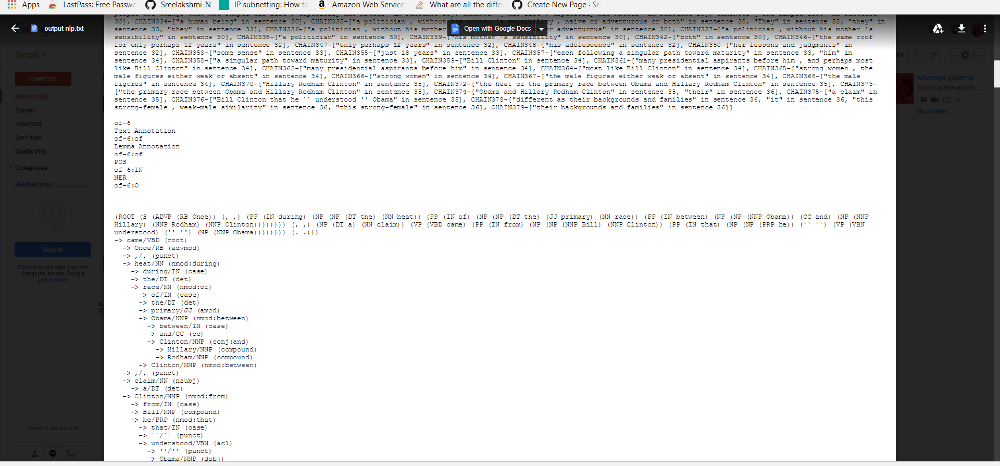 Apps LastPass: Free Passwo Sreelakshmi-N IP subnetting: How to Amazon Web Service What are all the differ Create New Page · Sre
output nlp.txt
Open with Google Docs
Gmail
COMPOSE
Inbox (105)
Starred
Important
Sent Mail
Drafts (15)
Categories
BatchedInbox
Sign in
Signing in will sign you into
Hangouts across Google
Learn more
Revert to the old chat
30], CHAIN334-["a human being" in sentence 30], CHAIN335-["a politician , without his mother 's sensibility , naive or adventurous or both" in sentence 30, "They" in sentence 32, "they" in
sentence 33, "they" in sentence 33], CHAIN336-["a politician , without his mother or adventurous" in sentence 30], CHAIN337-["a politician , without his mother 's
sensibility" in sentence 30], CHAIN338-["a politician" in sentence 30], CHAIN339-["his mother 's sensibility" in sentence 30], CHAIN342-["both" in sentence 30], CHAIN346-["the same roof
for only perhaps 12 years" in sentence 32], CHAIN347-["only perhaps 12 years" in sentence 32], CHAIN348-["his adolescence" in sentence 32], CHAIN350-["her lessons and judgments" in
sentence 32], CHAIN353-["some sense" in sentence 33], CHAIN355-["just 18 years" in sentence 33], CHAIN357-["each following a singular path toward maturity" in sentence 33, "him" in
sentence 34], CHAIN358-["a singular path toward maturity" in sentence 33], CHAIN359-["Bill Clinton" in sentence 34], CHAIN361-["many presidential aspirants before him , and perhaps most
like Bill Clinton" in sentence 34], CHAIN362-["many presidential aspirants before him" in sentence 34], CHAIN364-["most like Bill Clinton" in sentence 34], CHAIN365-["strong women , the
male figures either weak or absent" in sentence 34], CHAIN366-["strong women" in sentence 34], CHAIN367-["the male figures either weak or absent" in sentence 34], CHAIN368-["the male
figures" in sentence 34], CHAIN370-["Hillary Rodham Clinton" in sentence 35], CHAIN372-["the heat of the primary race between Obama and Hillary Rodham Clinton" in sentence 35], CHAIN373-
["the primary race between Obama and Hillary Rodham Clinton" in sentence 35], CHAIN374-["Obama and Hillary Rodham Clinton" in sentence 35, "their" in sentence 36], CHAIN375-["a claim" in
sentence 35], CHAIN376-["Bill Clinton that he `` understood '' Obama" in sentence 35], CHAIN378-["different as their backgrounds and families" in sentence 36, "it" in sentence 36, "this
strong-female , weak-male similarity" in sentence 36, "this strong-female" in sentence 36], CHAIN379-["their backgrounds and families" in sentence 36]]
of-6
Text Annotation
of-6:of
Lemma Annotation
of-6:of
POS
of-6:IN
NER
of-6:O
(ROOT (S (ADVP (RB Once)) (, ,) (PP (IN during) (NP (NP (DT the) (NN heat)) (PP (IN of) (NP (NP (DT the) (JJ primary) (NN race)) (PP (IN between) (NP (NP (NNP Obama)) (CC and) (NP (NNP
Hillary) (NNP Rodham) (NNP Clinton)))))))) (, ,) (NP (DT a) (NN claim)) (VP (VBD came) (PP (IN from) (NP (NP (NNP Bill) (NNP Clinton)) (PP (IN that) (NP (NP (PRP he)) (`` ``) (VP (VBN
understood) ('' '') (NP (NNP Obama)))))))) (. .)))
-> came/VBD (root)
-> Once/RB (advmod)
-> ,/, (punct)
-> heat/NN (nmod:during)
-> during/IN (case)
-> the/DT (det)
-> race/NN (nmod:of)
-> of/IN (case)
-> the/DT (det)
-> primary/JJ (amod)
-> Obama/NNP (nmod:between)
-> between/IN (case)
-> and/CC (cc)
-> Clinton/NNP (conj:and)
-> Hillary/NNP (compound)
-> Rodham/NNP (compound)
-> Clinton/NNP (nmod:between)
-> ,/, (punct)
-> claim/NN (nsubj)
-> a/DT (det)
-> Clinton/NNP (nmod:from)
-> from/IN (case)
-> Bill/NNP (compound)
-> he/PRP (nmod:that)
-> that/IN (case)
-> ``/`` (punct)
-> understood/VBN (acl)
-> ''/'' (punct)
-> Obama/NNP (dobj)
61
sowmya yalama...
sowmyayalamanchili....
Show details